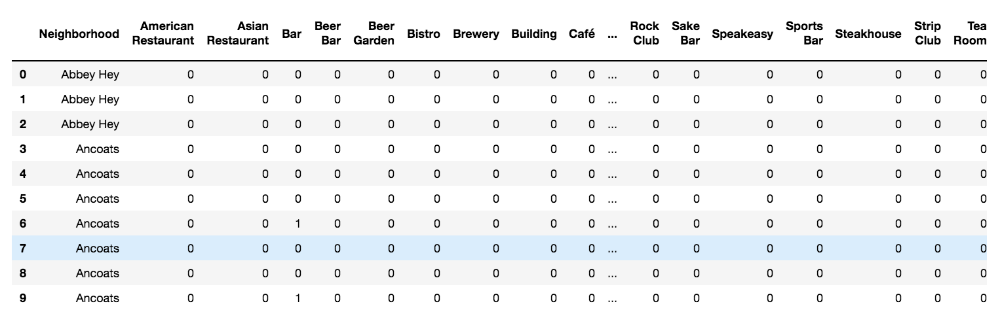 Neighborhood American Restaurant Asian Restaurant Bar Beer Bar Beer Garden Bistro Brewery Building Café ... Rock Club Sake Bar Speakeasy Sports Bar Steakhouse Strip Club Tea Room
0 Abbey Hey 0 0 0 0 0 0 0 0 0 ... 0 0 0 0 0 0 0
1 Abbey Hey 0 0 0 0 0 0 0 0 0 ... 0 0 0 0 0 0 0
2 Abbey Hey 0 0 0 0 0 0 0 0 0 ... 0 0 0 0 0 0 0
3 Ancoats 0 0 0 0 0 0 0 0 0 ... 0 0 0 0 0 0 0
4 Ancoats 0 0 0 0 0 0 0 0 0 ... 0 0 0 0 0 0 0
5 Ancoats 0 0 0 0 0 0 0 0 0 ... 0 0 0 0 0 0 0
6 Ancoats 0 0 1 0 0 0 0 0 0 ... 0 0 0 0 0 0 0
7 Ancoats 0 0 0 0 0 0 0 0 0 ... 0 0 0 0 0 0 0
8 Ancoats 0 0 0 0 0 0 0 0 0 ... 0 0 0 0 0 0 0
9 Ancoats 0 0 1 0 0 0 0 0 0 ... 0 0 0 0 0 0 0